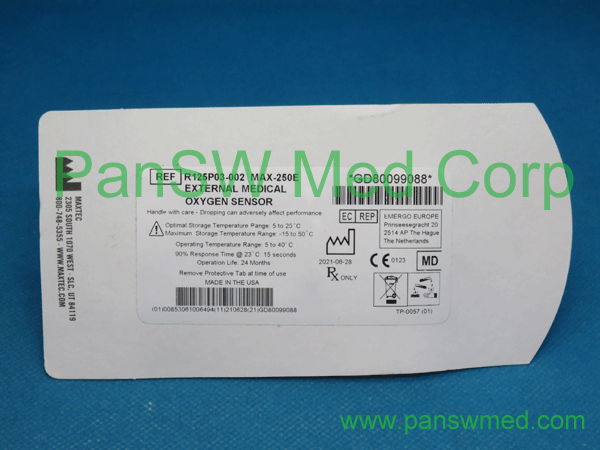 PanSW Med Corp
MAXTEC
2305 SOUTH 1070 WEST · SLC, UT 84119
800-748-5355 · WWW.MAXTEC.COM
REF R125P03-002 MAX-250E
EXTERNAL MEDICAL
OXYGEN SENSOR
Handle with care - Dropping can adversely affect performance
Optimal Storage Temperature Range: 5 to 25˚C
Maximum Storage Temperature Range: -15 to 50˚C
Operating Temperature Range: 5 to 40˚C
90% Response Time @ 23˚C: 15 seconds
Operation Life: 24 Months
Remove Protective Tab at time of use
MADE IN THE USA
(01)00853061006494(11)210628(21)GD80099088
*GD80099088*
EC REP
EMERGO EUROPE
Prinsessegracht 20
2514 AP The Hague
The Netherlands
2021-06-28
Rx ONLY
CE 0123
MD
TP-0057 (01)
www.panswmed.com